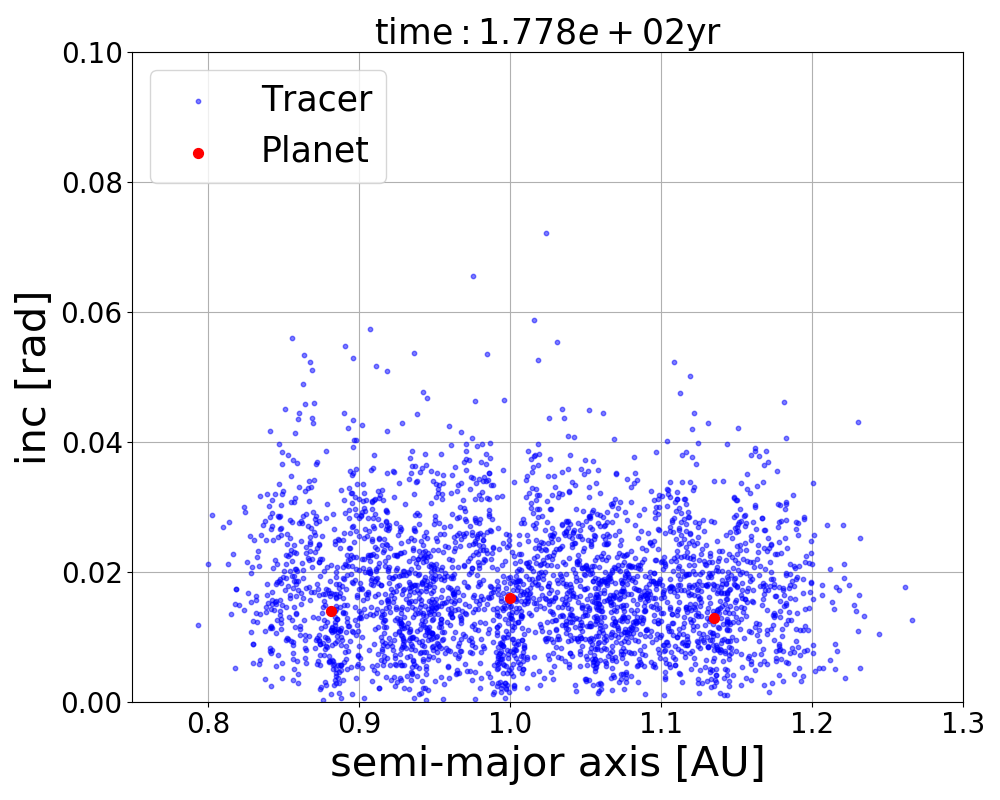 time : 1.778e + 02yr
0.10
Tracer
Planet
0.08
0.06
0.04
0.02
0.00
inc [rad]
0.8 0.9 1.0 1.1 1.2 1.3
semi-major axis [AU]